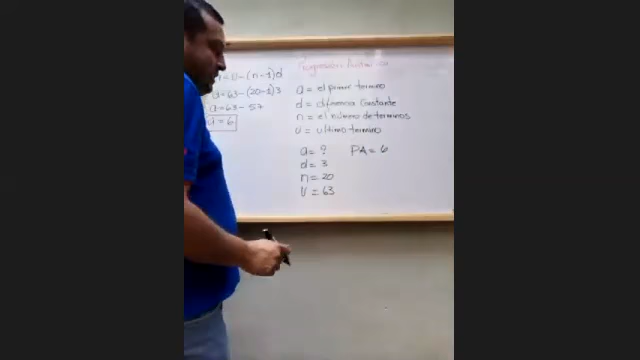 Progresión Aritmética
= U - (n - 1)d
a = 63 - (20 - 1)3
a = 63 - 57
a = 6
a = el primer termino
d = diferencia Constante
n = el número de terminos
U = ultimo termino
a = ? PA = 6
d = 3
n = 20
U = 63